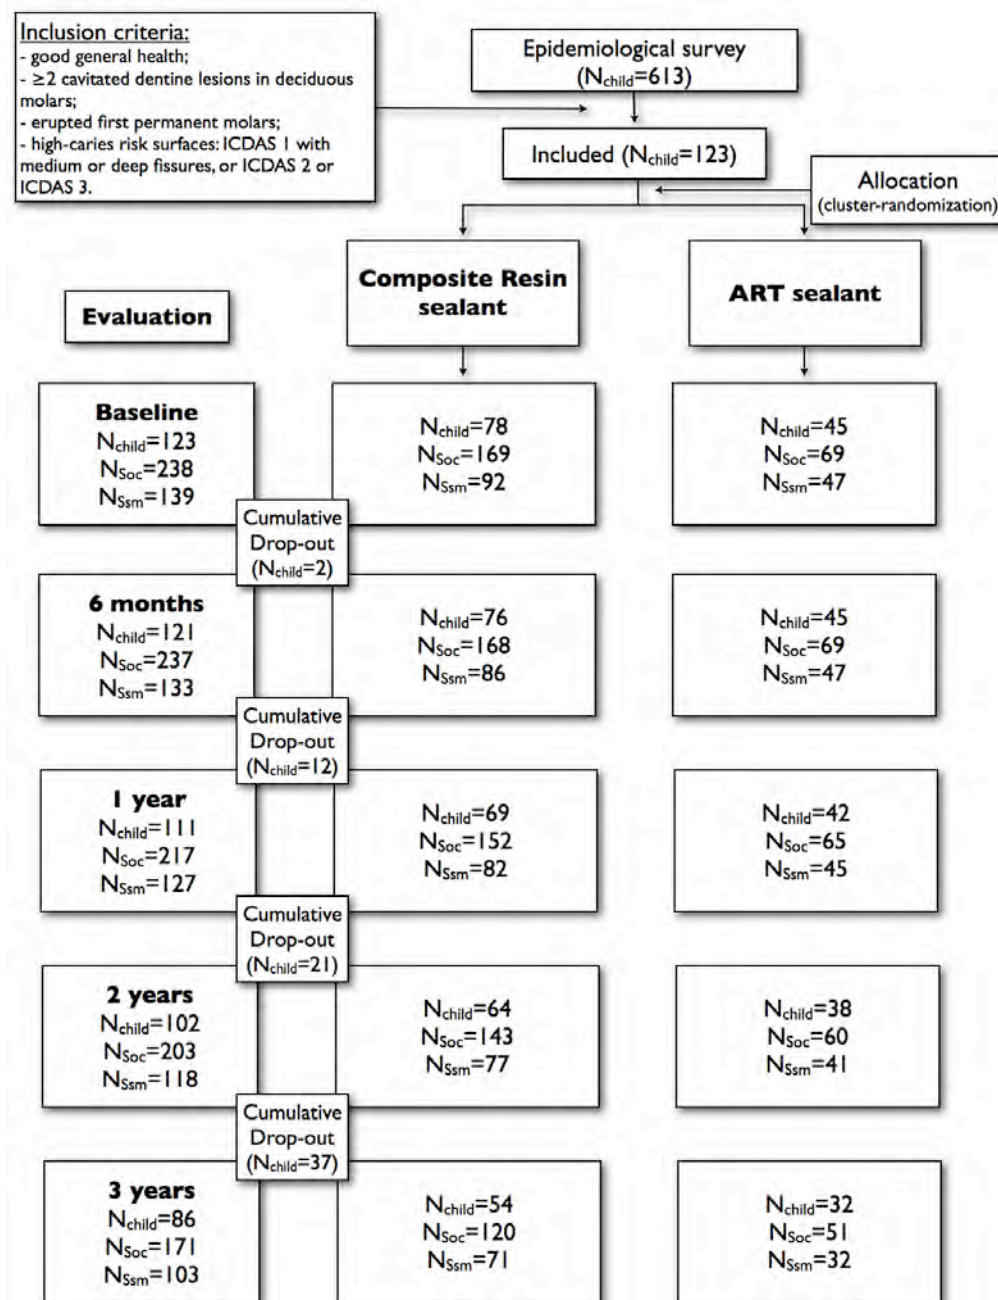 Inclusion criteria:
- good general health;
- ≥2 cavitated dentine lesions in deciduous
molars;
- erupted first permanent molars;
- high-caries risk surfaces: ICDAS 1 with
medium or deep fissures, or ICDAS 2 or
ICDAS 3.
Epidemiological survey
(Nchild=613)
Included (Nchild=123)
Allocation
(cluster-randomization)
Composite Resin
sealant
ART sealant
Evaluation
Baseline
Nchild=123
NSoc=238
NSsm=139
Nchild=78
NSoc=169
NSsm=92
Nchild=45
NSoc=69
NSsm=47
Cumulative
Drop-out
(Nchild=2)
6 months
Nchild=121
NSoc=237
NSsm=133
Nchild=76
NSoc=168
NSsm=86
Nchild=45
NSoc=69
NSsm=47
Cumulative
Drop-out
(Nchild=12)
1 year
Nchild=111
NSoc=217
NSsm=127
Nchild=69
NSoc=152
NSsm=82
Nchild=42
NSoc=65
NSsm=45
Cumulative
Drop-out
(Nchild=21)
2 years
Nchild=102
NSoc=203
NSsm=118
Nchild=64
NSoc=143
NSsm=77
Nchild=38
NSoc=60
NSsm=41
Cumulative
Drop-out
(Nchild=37)
3 years
Nchild=86
NSoc=171
NSsm=103
Nchild=54
NSoc=120
NSsm=71
Nchild=32
NSoc=51
NSsm=32